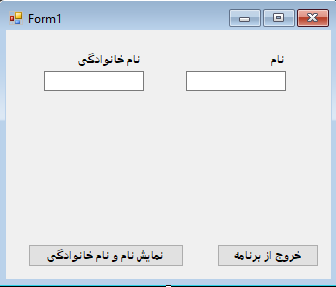 Form1
نام
نام خانوادگی
خروج از برنامه
نمایش نام و نام خانوادگی